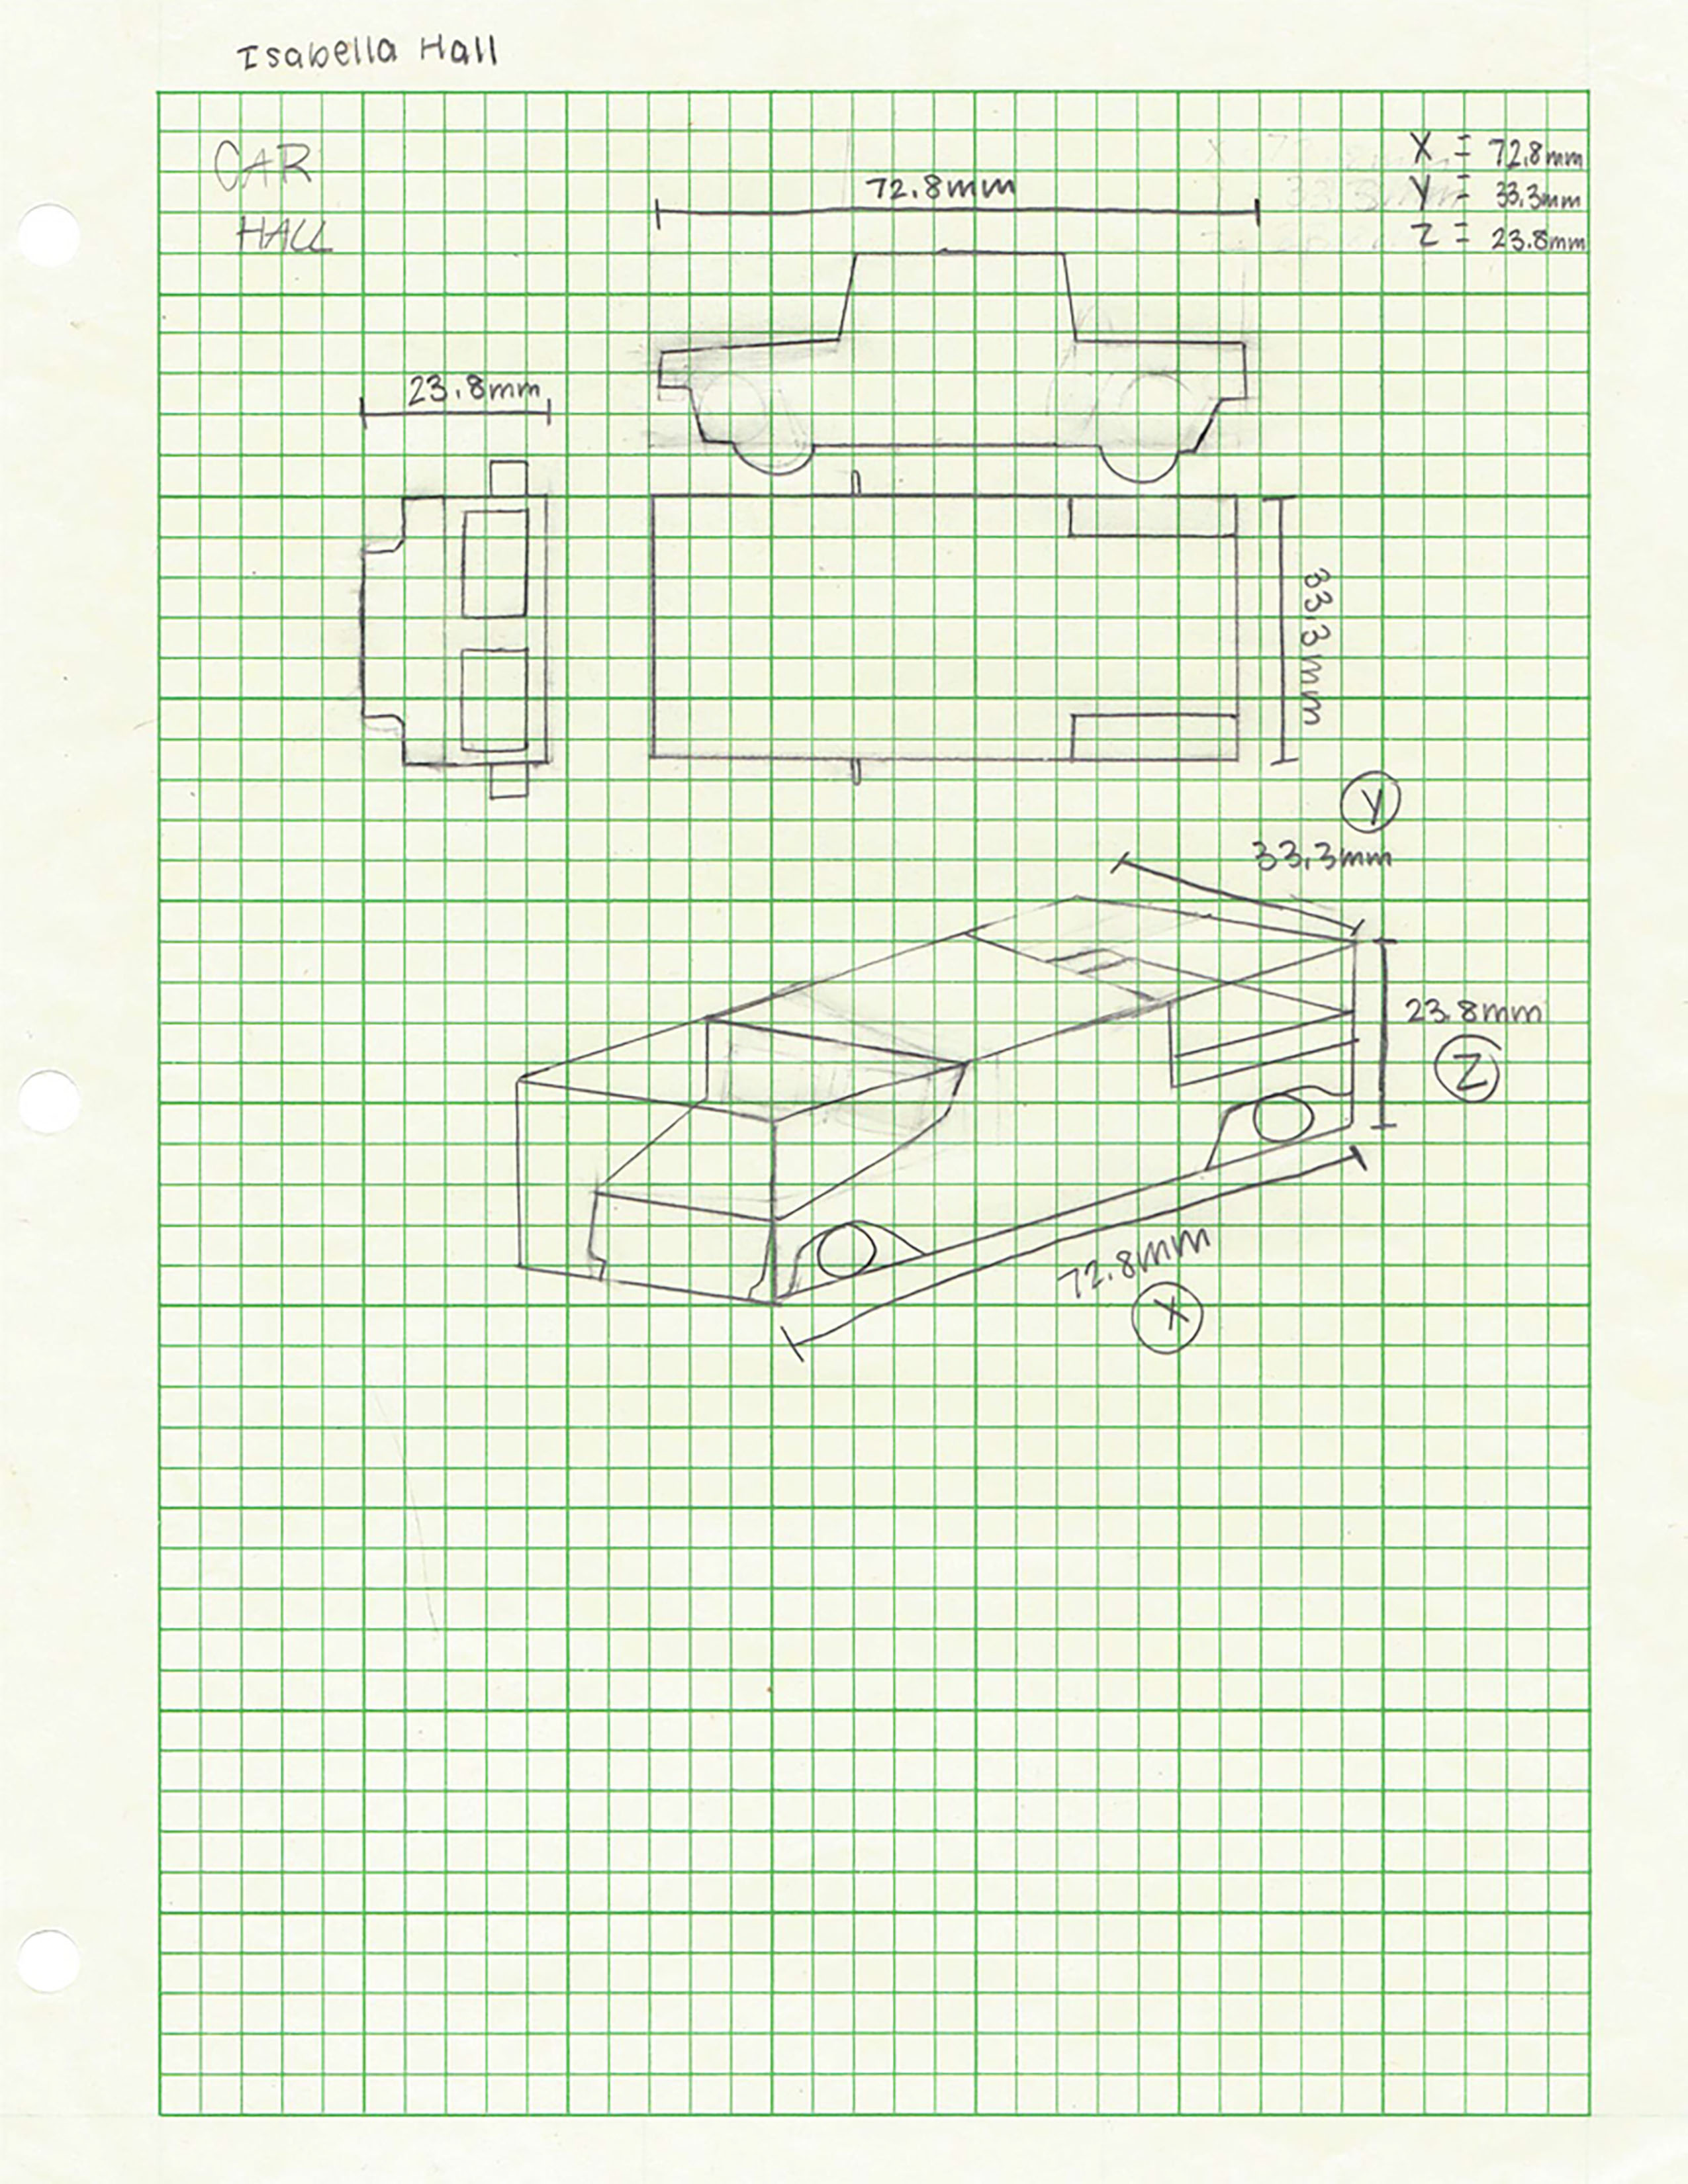 Isabella Hall
CAR
HALL
X = 72.8mm
Y = 33.3mm
Z = 23.8mm
72.8mm
23.8mm
33.3mm
Y
33.3mm
23.8mm
Z
72.8mm
X